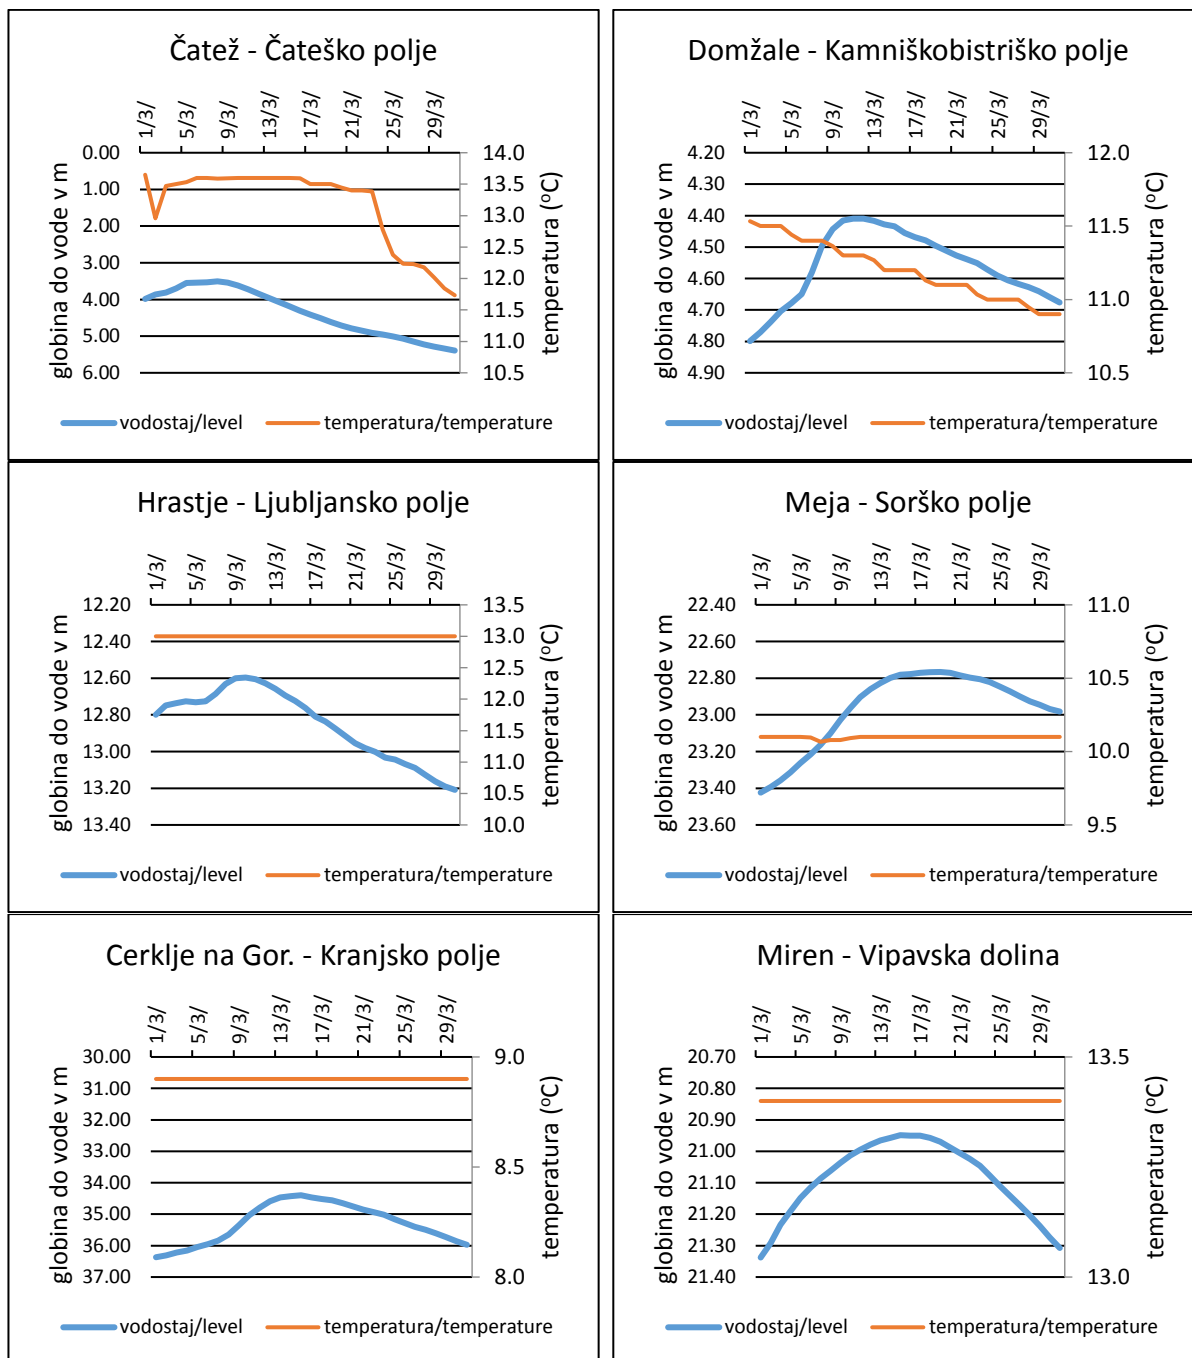 Čatež - Čateško polje
1/3/ 5/3/ 9/3/ 13/3/ 17/3/ 21/3/ 25/3/ 29/3/
globina do vode v m
0.00
1.00
2.00
3.00
4.00
5.00
6.00
14.0
13.5
13.0
12.5
12.0
11.5
11.0
10.5
temperatura (ºC)
vodostaj/level temperatura/temperature
Domžale - Kamniškobistriško polje
1/3/ 5/3/ 9/3/ 13/3/ 17/3/ 21/3/ 25/3/ 29/3/
globina do vode v m
4.20
4.30
4.40
4.50
4.60
4.70
4.80
4.90
12.0
11.5
11.0
10.5
temperatura (ºC)
vodostaj/level temperatura/temperature
Hrastje - Ljubljansko polje
1/3/ 5/3/ 9/3/ 13/3/ 17/3/ 21/3/ 25/3/ 29/3/
globina do vode v m
12.20
12.40
12.60
12.80
13.00
13.20
13.40
13.5
13.0
12.5
12.0
11.5
11.0
10.5
10.0
temperatura (ºC)
vodostaj/level temperatura/temperature
Meja - Sorško polje
1/3/ 5/3/ 9/3/ 13/3/ 17/3/ 21/3/ 25/3/ 29/3/
globina do vode v m
22.40
22.60
22.80
23.00
23.20
23.40
23.60
11.0
10.5
10.0
9.5
temperatura (ºC)
vodostaj/level temperatura/temperature
Cerklje na Gor. - Kranjsko polje
1/3/ 5/3/ 9/3/ 13/3/ 17/3/ 21/3/ 25/3/ 29/3/
globina do vode v m
30.00
31.00
32.00
33.00
34.00
35.00
36.00
37.00
9.0
8.5
8.0
temperatura (ºC)
vodostaj/level temperatura/temperature
Miren - Vipavska dolina
1/3/ 5/3/ 9/3/ 13/3/ 17/3/ 21/3/ 25/3/ 29/3/
globina do vode v m
20.70
20.80
20.90
21.00
21.10
21.20
21.30
21.40
13.5
13.0
temperatura (ºC)
vodostaj/level temperatura/temperature